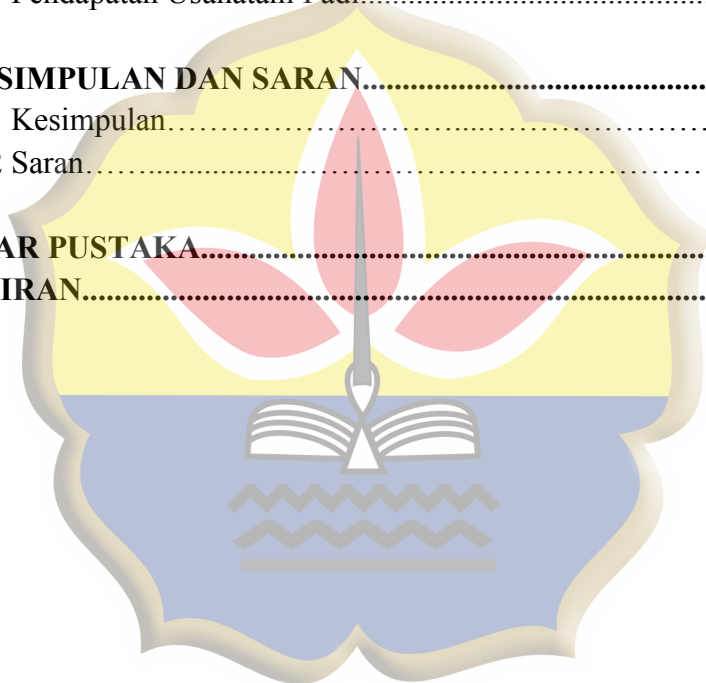 Pendapatan Usahatani Padi..........................................................
SIMPULAN DAN SARAN..................................................
Kesimpulan……………………….....……………………
Saran……....................………………………………………
AR PUSTAKA..........................................................................
IRAN...........................................................................................